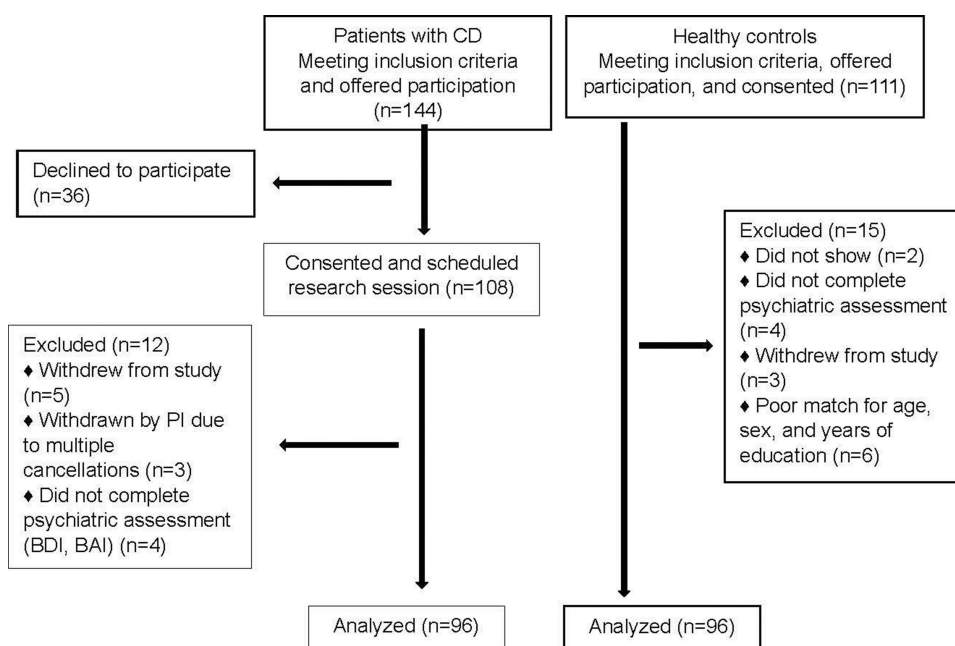 Patients with CD
Meeting inclusion criteria
and offered participation
(n=144)
Healthy controls
Meeting inclusion criteria, offered
participation, and consented (n=111)
Declined to participate
(n=36)
Consented and scheduled
research session (n=108)
Excluded (n=15)
♦ Did not show (n=2)
♦ Did not complete
psychiatric assessment
(n=4)
♦ Withdrew from study
(n=3)
♦ Poor match for age,
sex, and years of
education (n=6)
Excluded (n=12)
♦ Withdrew from study
(n=5)
♦ Withdrawn by PI due
to multiple
cancellations (n=3)
♦ Did not complete
psychiatric assessment
(BDI, BAI) (n=4)
Analyzed (n=96)
Analyzed (n=96)